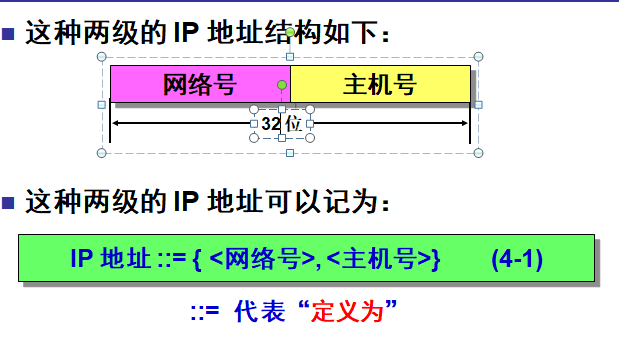 这种两级的 IP 地址结构如下：
网络号 主机号
32 位
这种两级的 IP 地址可以记为：
IP 地址 ::= { <网络号>, <主机号>} (4-1)
::= 代表“定义为”